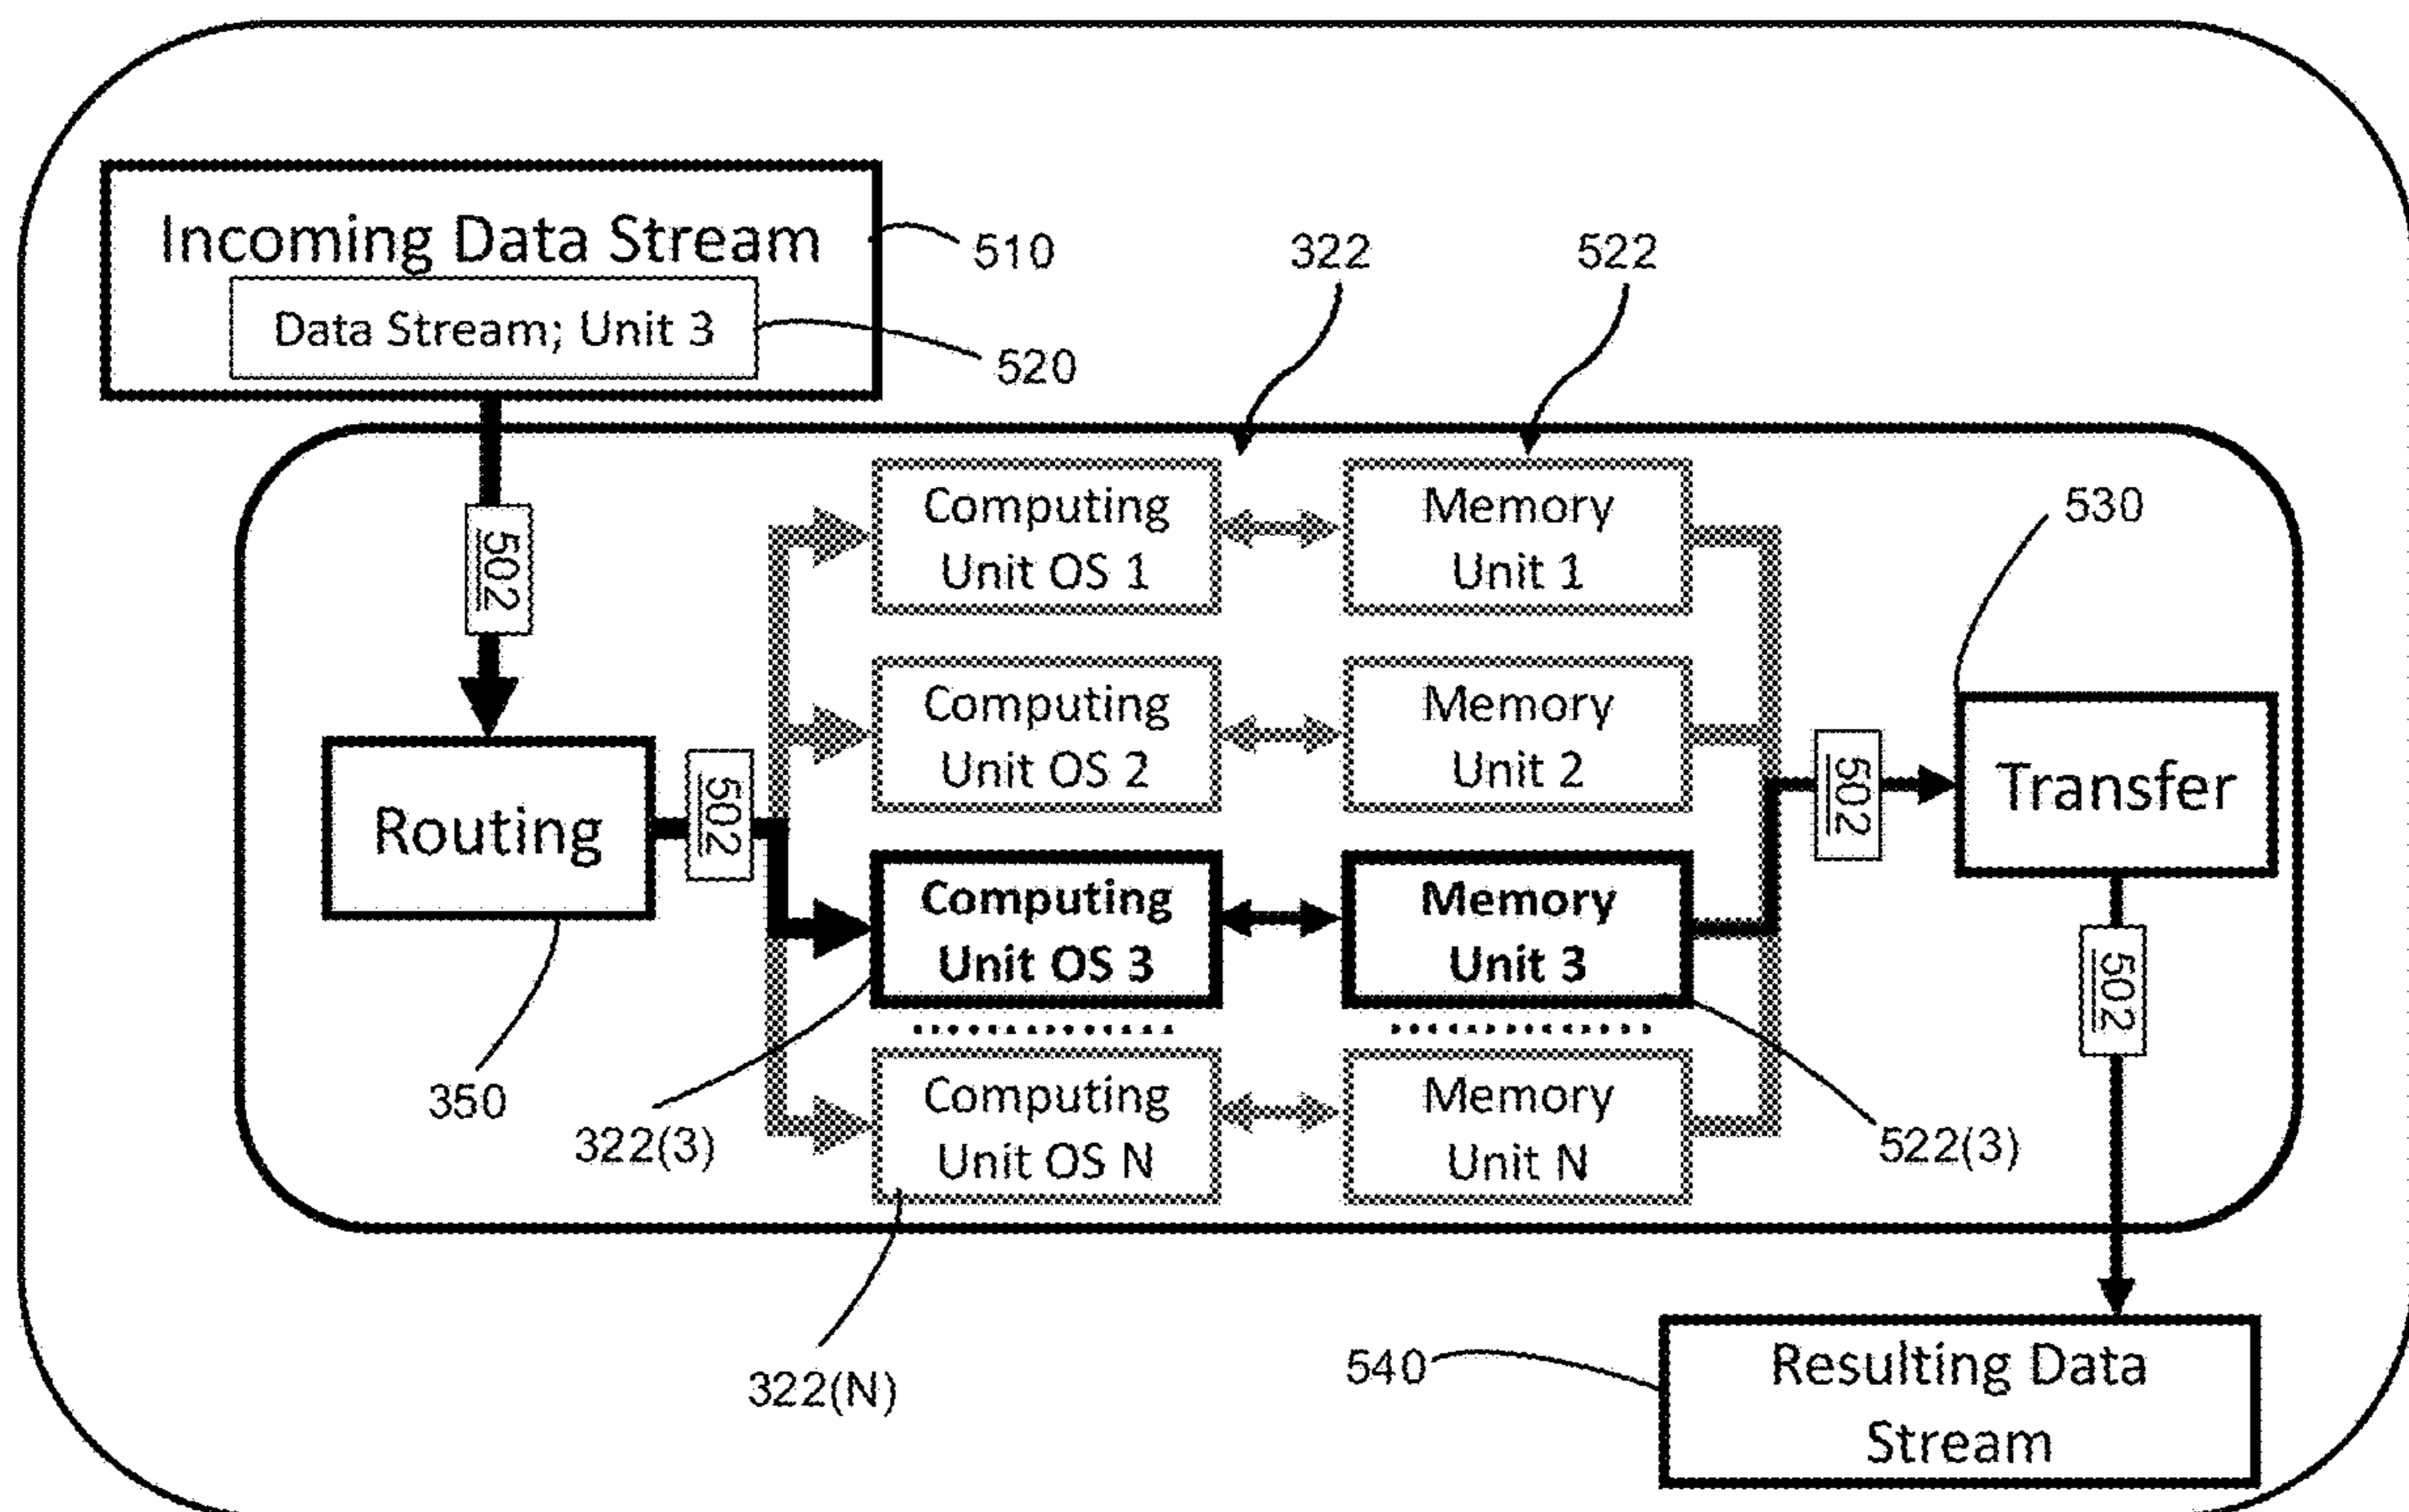 Incoming Data Stream
510
322
522
Data Stream; Unit 3
520
Computing
Unit OS 1
Memory
Unit 1
530
502
Computing
Unit OS 2
Memory
Unit 2
Routing
502
502
Transfer
Computing
Unit OS 3
Memory
Unit 3
502
350
322(3)
Computing
Unit OS N
Memory
Unit N
522(3)
322(N)
540
Resulting Data
Stream